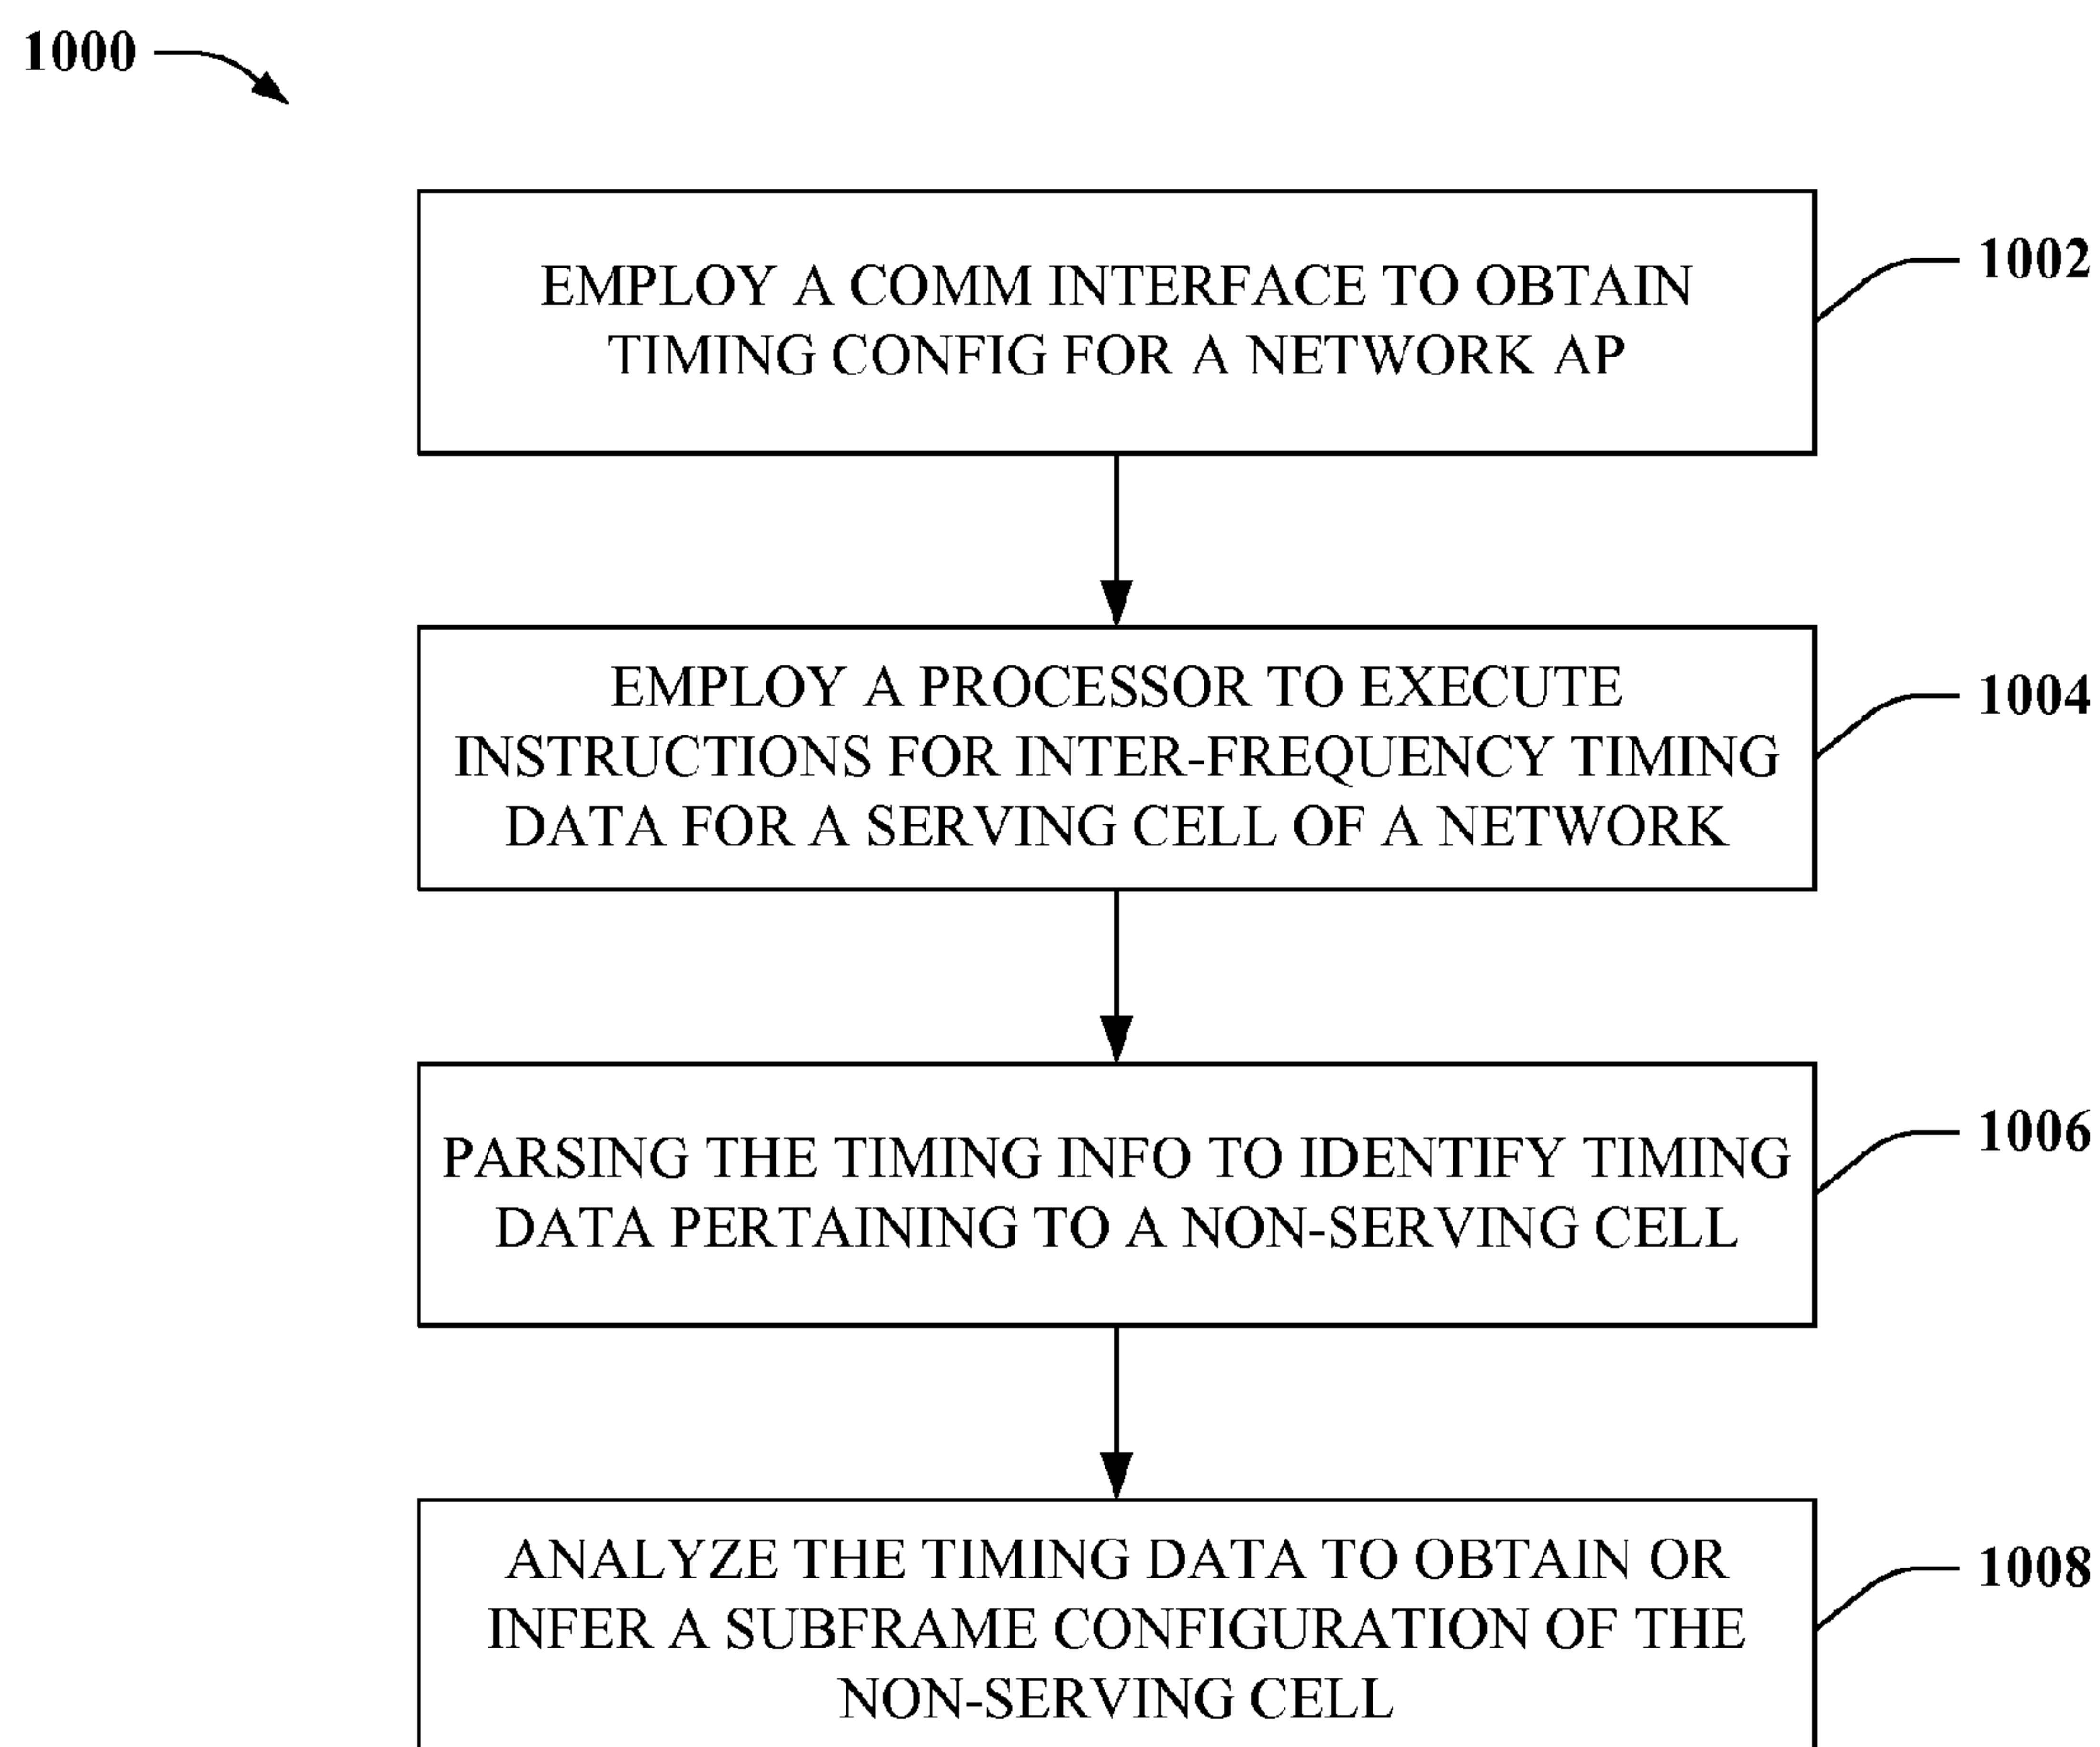 1000
EMPLOY A COMM INTERFACE TO OBTAIN
TIMING CONFIG FOR A NETWORK AP
1002
EMPLOY A PROCESSOR TO EXECUTE
INSTRUCTIONS FOR INTER-FREQUENCY TIMING
DATA FOR A SERVING CELL OF A NETWORK
1004
PARSING THE TIMING INFO TO IDENTIFY TIMING
DATA PERTAINING TO A NON-SERVING CELL
1006
ANALYZE THE TIMING DATA TO OBTAIN OR
INFER A SUBFRAME CONFIGURATION OF THE
NON-SERVING CELL
1008